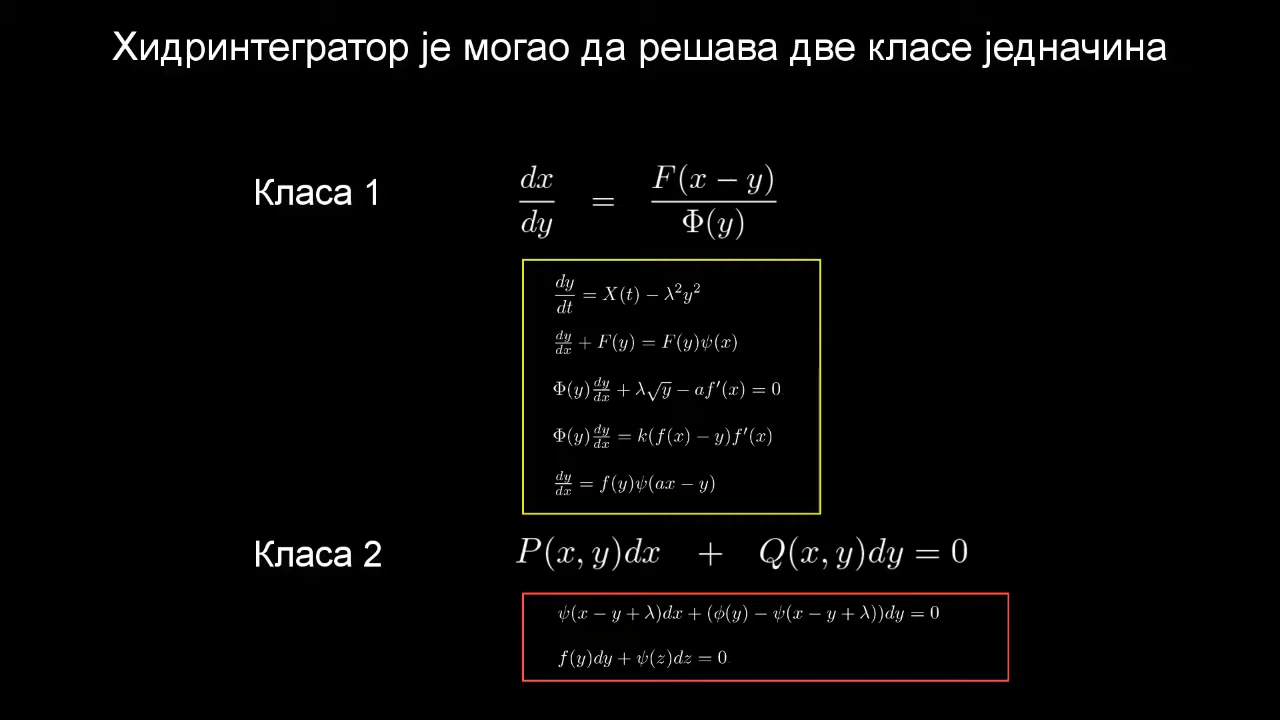 Хидринтегратор је могао да решава две класе једначина
Класа 1 dx/dy = F(x − y)/Φ(y)
dy/dt = X(t) − λ²y²
dy/dx + F(y) = F(y)ψ(x)
Φ(y)dy/dx + λ√y − af′(x) = 0
Φ(y)dy/dx = k(f(x) − y)f′(x)
dy/dx = f(y)ψ(ax − y)
Класа 2 P(x, y)dx + Q(x, y)dy = 0
ψ(x − y + λ)dx + (ϕ(y) − ψ(x − y + λ))dy = 0
f(y)dy + ψ(z)dz = 0